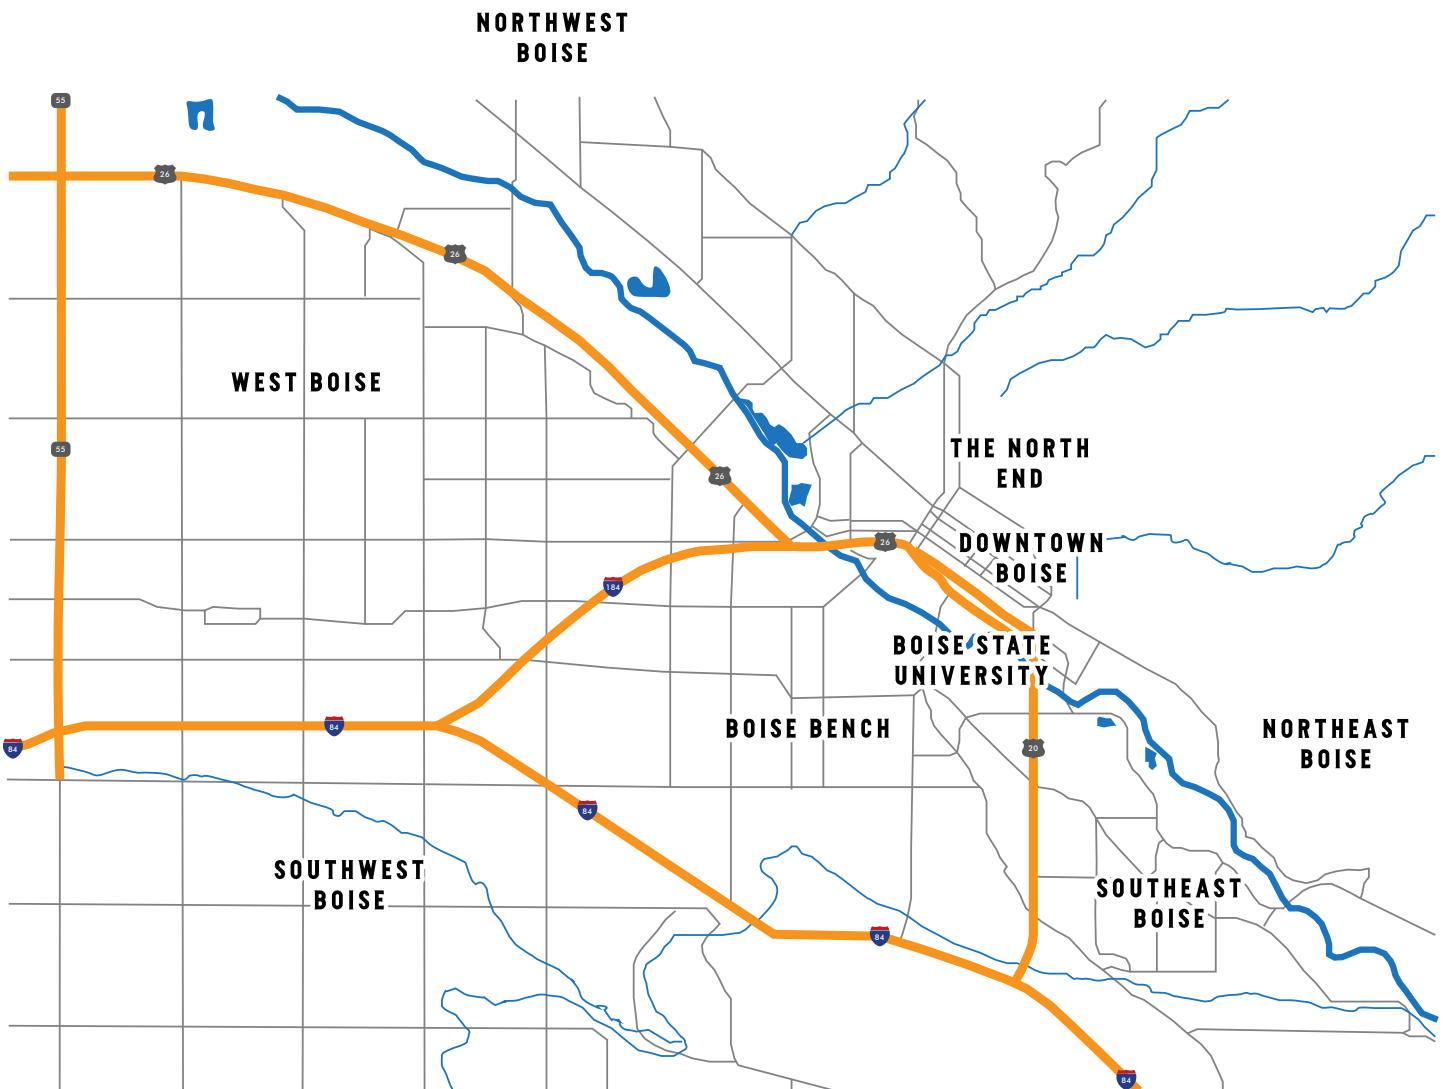 NORTHWEST
BOISE
55
26
26
WEST BOISE
55
26
THE NORTH
END
26
DOWNTOWN
BOISE
184
BOISE STATE
UNIVERSITY
84
84
BOISE BENCH
20
NORTHEAST
BOISE
84
SOUTHWEST
BOISE
SOUTHEAST
BOISE
84
84